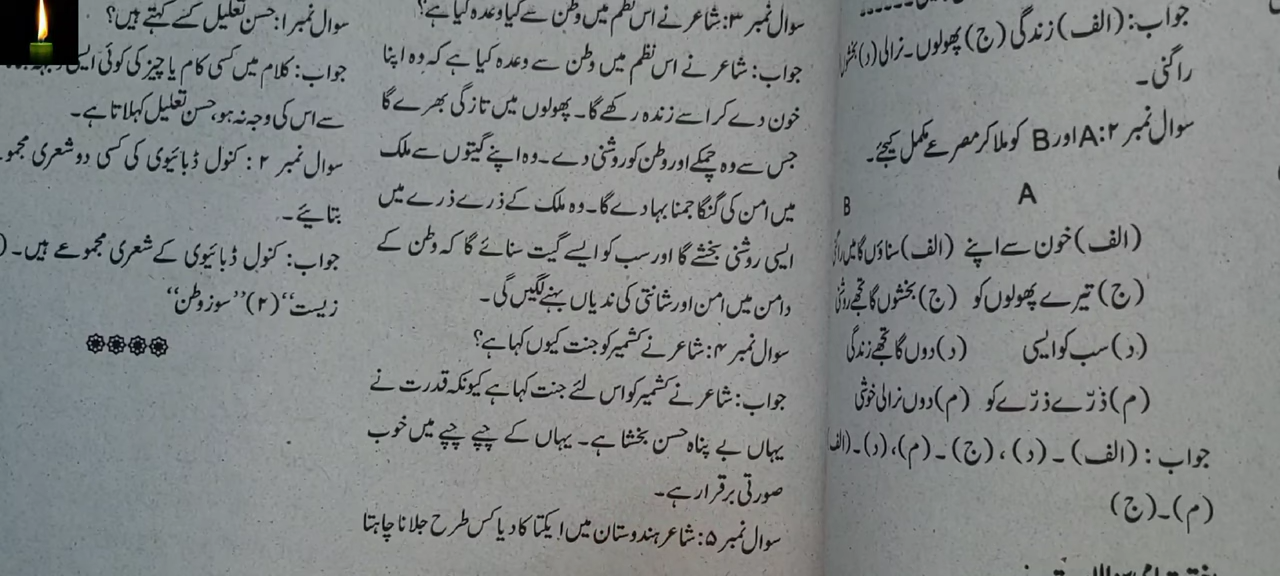 جواب: (الف) زندگی (ج) پھولوں۔ نرالی (د)
راگنی۔
سوال نمبر ۲: A اور B کو ملا کر مصرعے مکمل کیجئے۔
A B
(الف) خون سے اپنے (الف) سناؤں گا میں
(ج) تیرے پھولوں کو (ج) بخشوں گا تجھے روشنی
(د) سب کو ایسی (د) دوں گا تجھے زندگی
(م) ذرّے ذرّے کو (م) دوں نرالی خوشی
جواب: (الف)۔ (د)، (ج)۔ (م)، (د)۔ (الف
(م)۔ (ج)
سوال نمبر ۳: شاعر نے اس نظم میں وطن سے کیا وعدہ کیا ہے؟
جواب: شاعر نے اس نظم میں وطن سے وعدہ کیا ہے کہ وہ اپنا
خون دے کر اسے زندہ رکھے گا۔ پھولوں میں تازگی بھرے گا
جس سے وہ چمکے اور وطن کو روشنی دے۔ وہ اپنے گیتوں سے ملک
میں امن کی گنگا جمنا بہا دے گا۔ وہ ملک کے ذرے ذرے میں
ایسی روشنی بخشے گا اور سب کو ایسے گیت سنائے گا کہ وطن کے
دامن میں امن اور شانتی کی ندیاں بہنے لگیں گی۔
سوال نمبر ۴: شاعر نے کشمیر کو جنت کیوں کہا ہے؟
جواب: شاعر نے کشمیر کو اس لئے جنت کہا ہے کیونکہ قدرت نے
یہاں بے پناہ حسن بخشا ہے۔ یہاں کے چپے چپے میں خوب
صورتی برقرار ہے۔
سوال نمبر ۵: شاعر ہندوستان میں ایکتا کا دیا کس طرح جلانا چاہتا
سوال نمبر ۱: حسن تعلیل کسے کہتے ہیں؟
جواب: کلام میں کسی کام یا چیز کی کوئی ایسی
سے اس کی وجہ نہ ہو، حسن تعلیل کہلاتا ہے۔
سوال نمبر ۲: کنول ڈبائیوی کی کسی دو شعری
بتائیے۔
جواب: کنول ڈبائیوی کے شعری مجموعے ہیں۔ (
زیست“ (۲) ”سوز وطن“